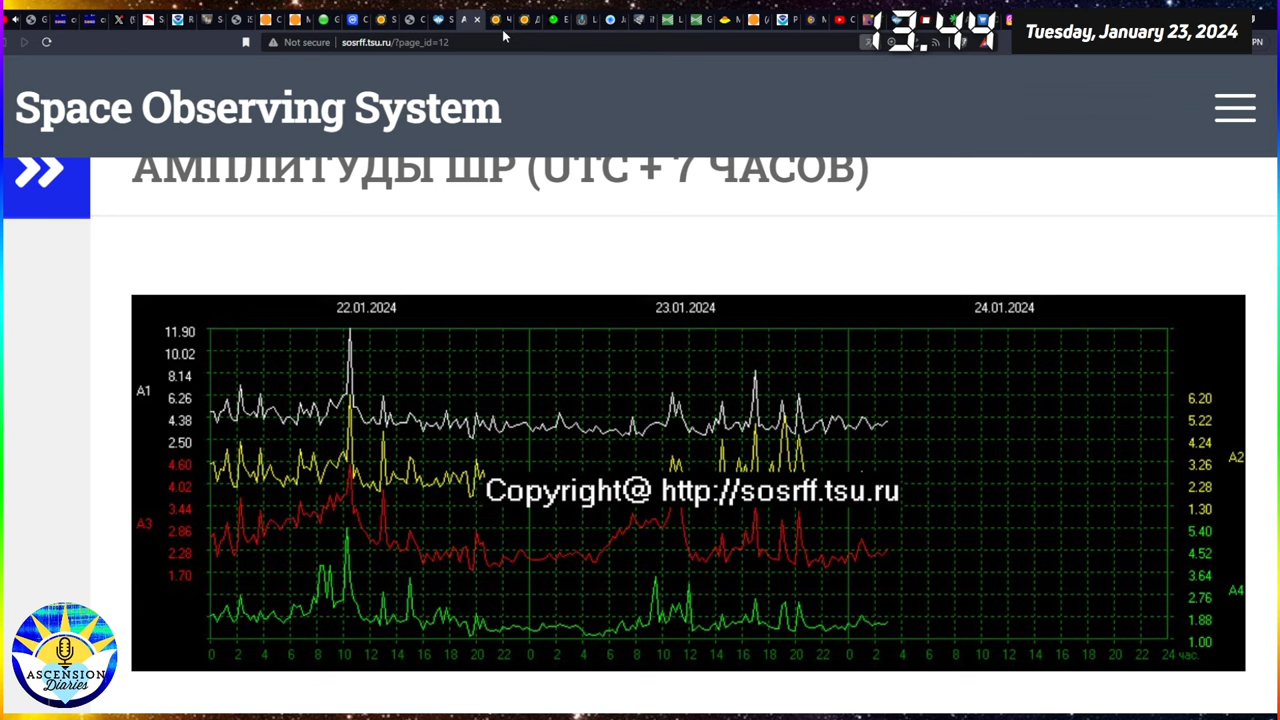 Not secure | sosrff.tsu.ru/?page_id=12
13:44
Tuesday, January 23, 2024
Space Observing System
АМПЛИТУДЫ ШР (UTC + 7 ЧАСОВ)
22.01.2024 23.01.2024 24.01.2024
11.90
10.02
8.14
A1 6.26 6.20
4.38 5.22
2.50 4.24
4.60 3.26 A2
4.02 2.28
Copyright@ http://sosrff.tsu.ru
3.44 1.30
A3 2.86 5.40
2.28 4.52
1.70 3.64
2.76 A4
1.88
1.00
0 2 4 6 8 10 12 14 16 18 20 22 0 2 4 6 8 10 12 14 16 18 20 22 0 2 4 6 8 10 12 14 16 18 20 22 24 час.
ASCENSION
Diaries